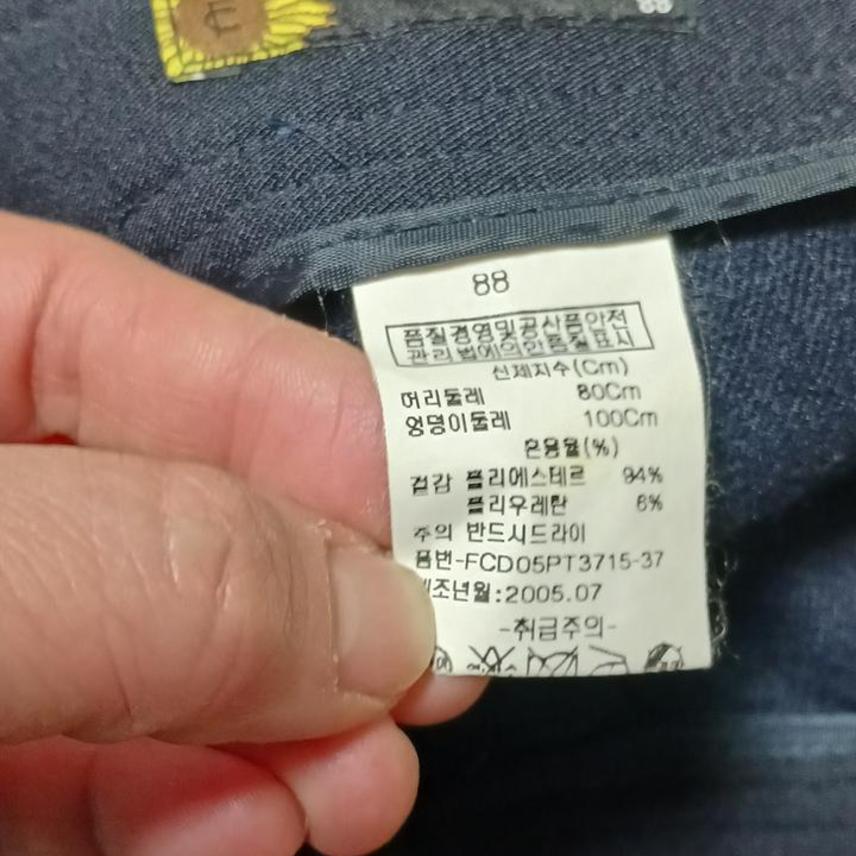 88
88
품질경영및공산품안전
관리법에의한품질표시
신체치수(Cm)
허리둘레 80Cm
엉덩이둘레 100Cm
혼용율(%)
겉감 폴리에스테르 94%
폴리우레탄 6%
주의 반드시드라이
품번-FCD05PT3715-37
제조년월:2005.07
-취급주의-